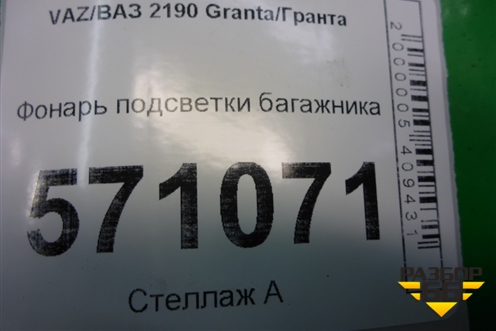 VAZ/ВАЗ 2190 Granta/Гранта
Фонарь подсветки багажника
571071
Стеллаж А
2000005409431
РАЗБОР